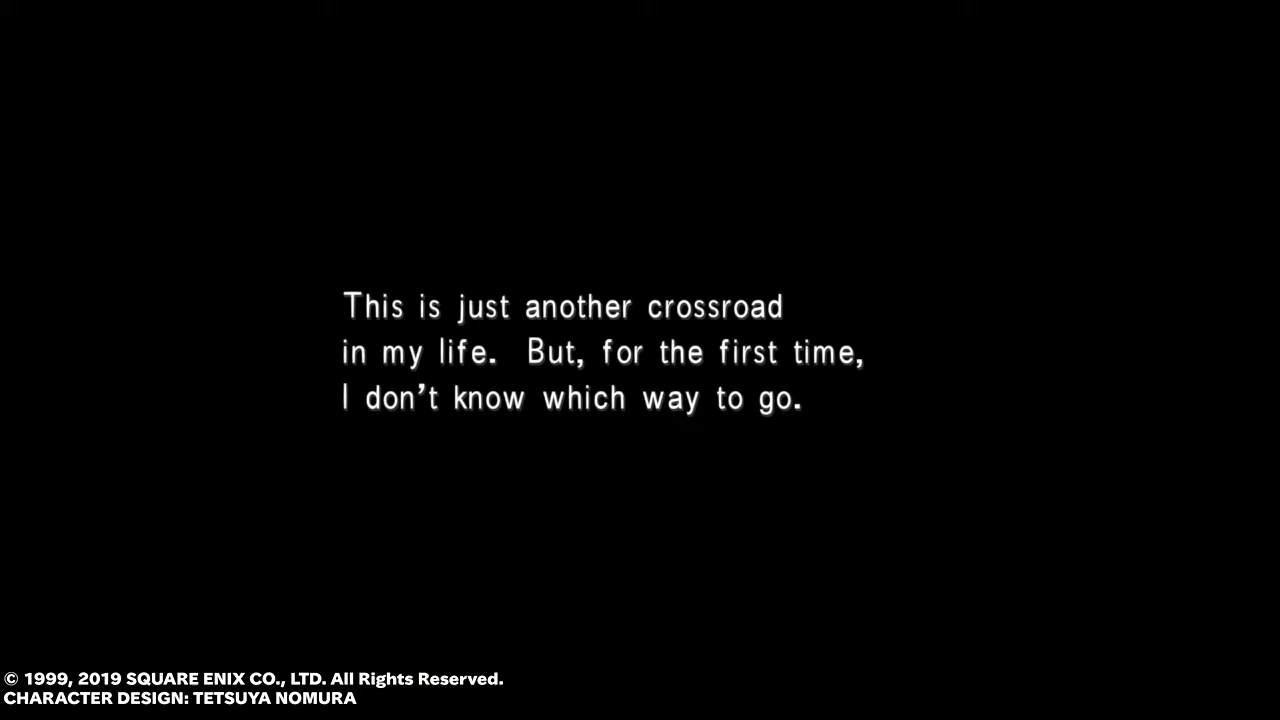 This is just another crossroad
in my life.  But, for the first time,
I don't know which way to go.
© 1999, 2019 SQUARE ENIX CO., LTD. All Rights Reserved.
CHARACTER DESIGN: TETSUYA NOMURA